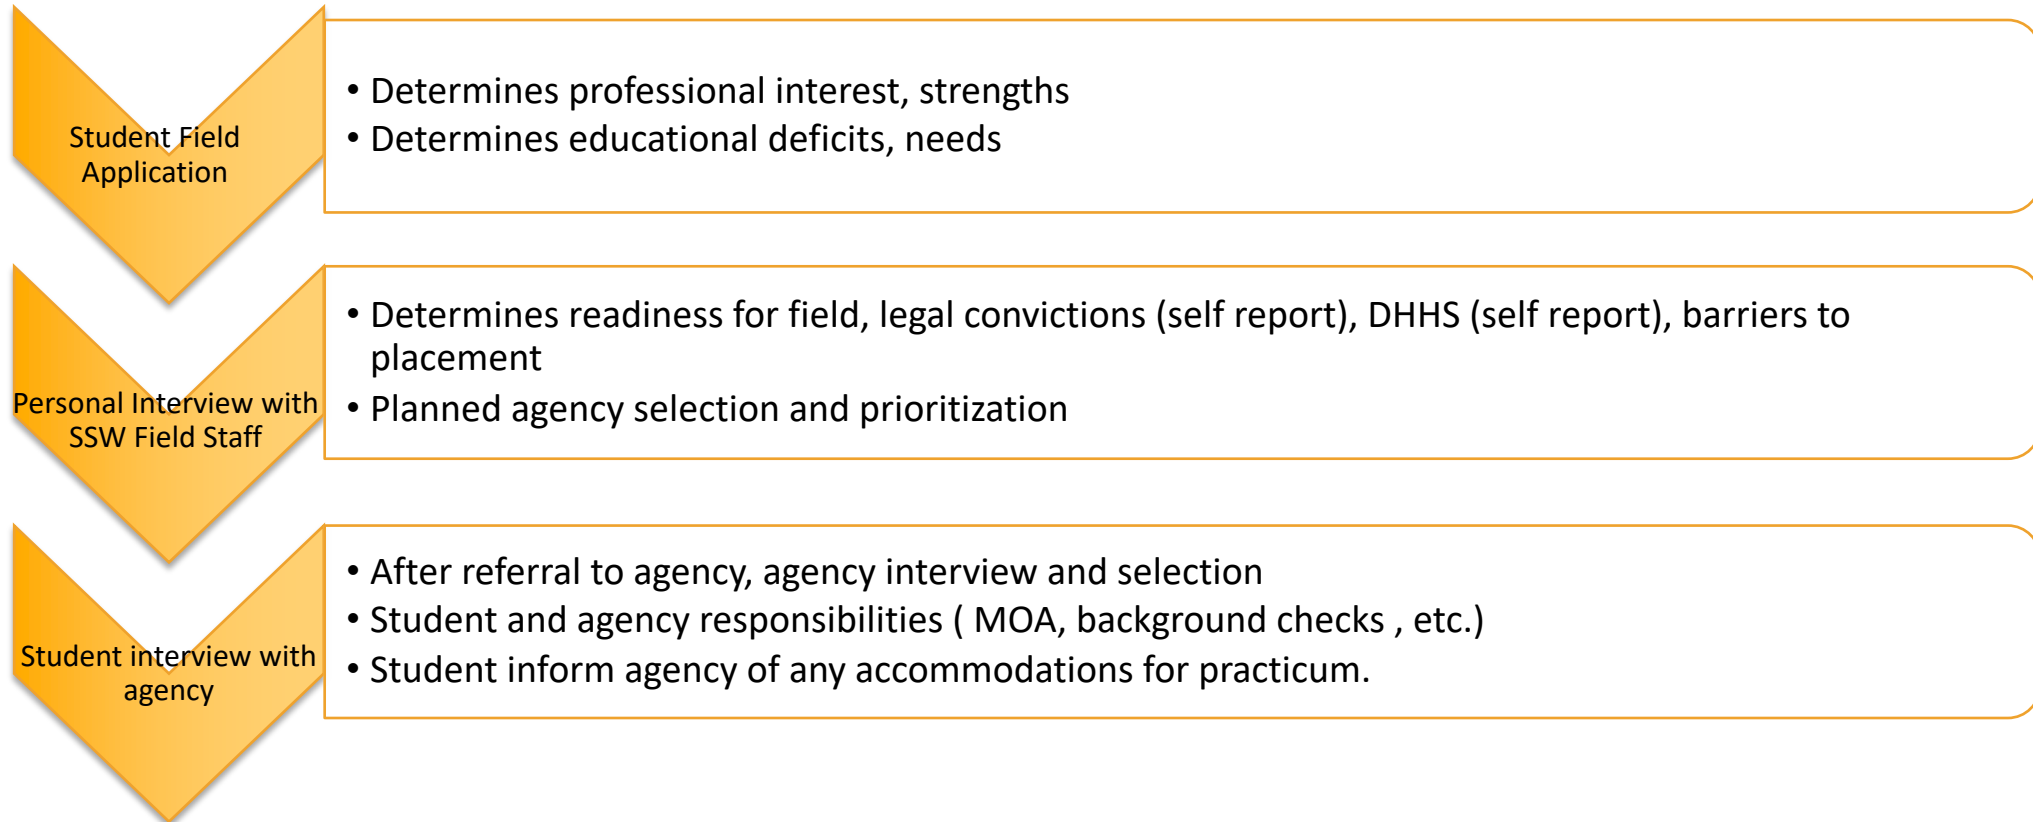 Student Field
Application
• Determines professional interest, strengths
• Determines educational deficits, needs
Personal Interview with
SSW Field Staff
• Determines readiness for field, legal convictions (self report), DHHS (self report), barriers to
placement
• Planned agency selection and prioritization
Student interview with
agency
• After referral to agency, agency interview and selection
• Student and agency responsibilities ( MOA, background checks , etc.)
• Student inform agency of any accommodations for practicum.